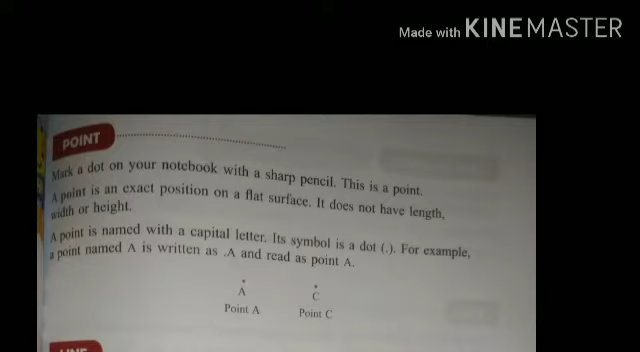 Made with KINEMASTER
POINT
Mark a dot on your notebook with a sharp pencil. This is a point.
A point is an exact position on a flat surface. It does not have length,
width or height.
A point is named with a capital letter. Its symbol is a dot (.). For example,
a point named A is written as .A and read as point A.
A C
Point A Point C
LINE